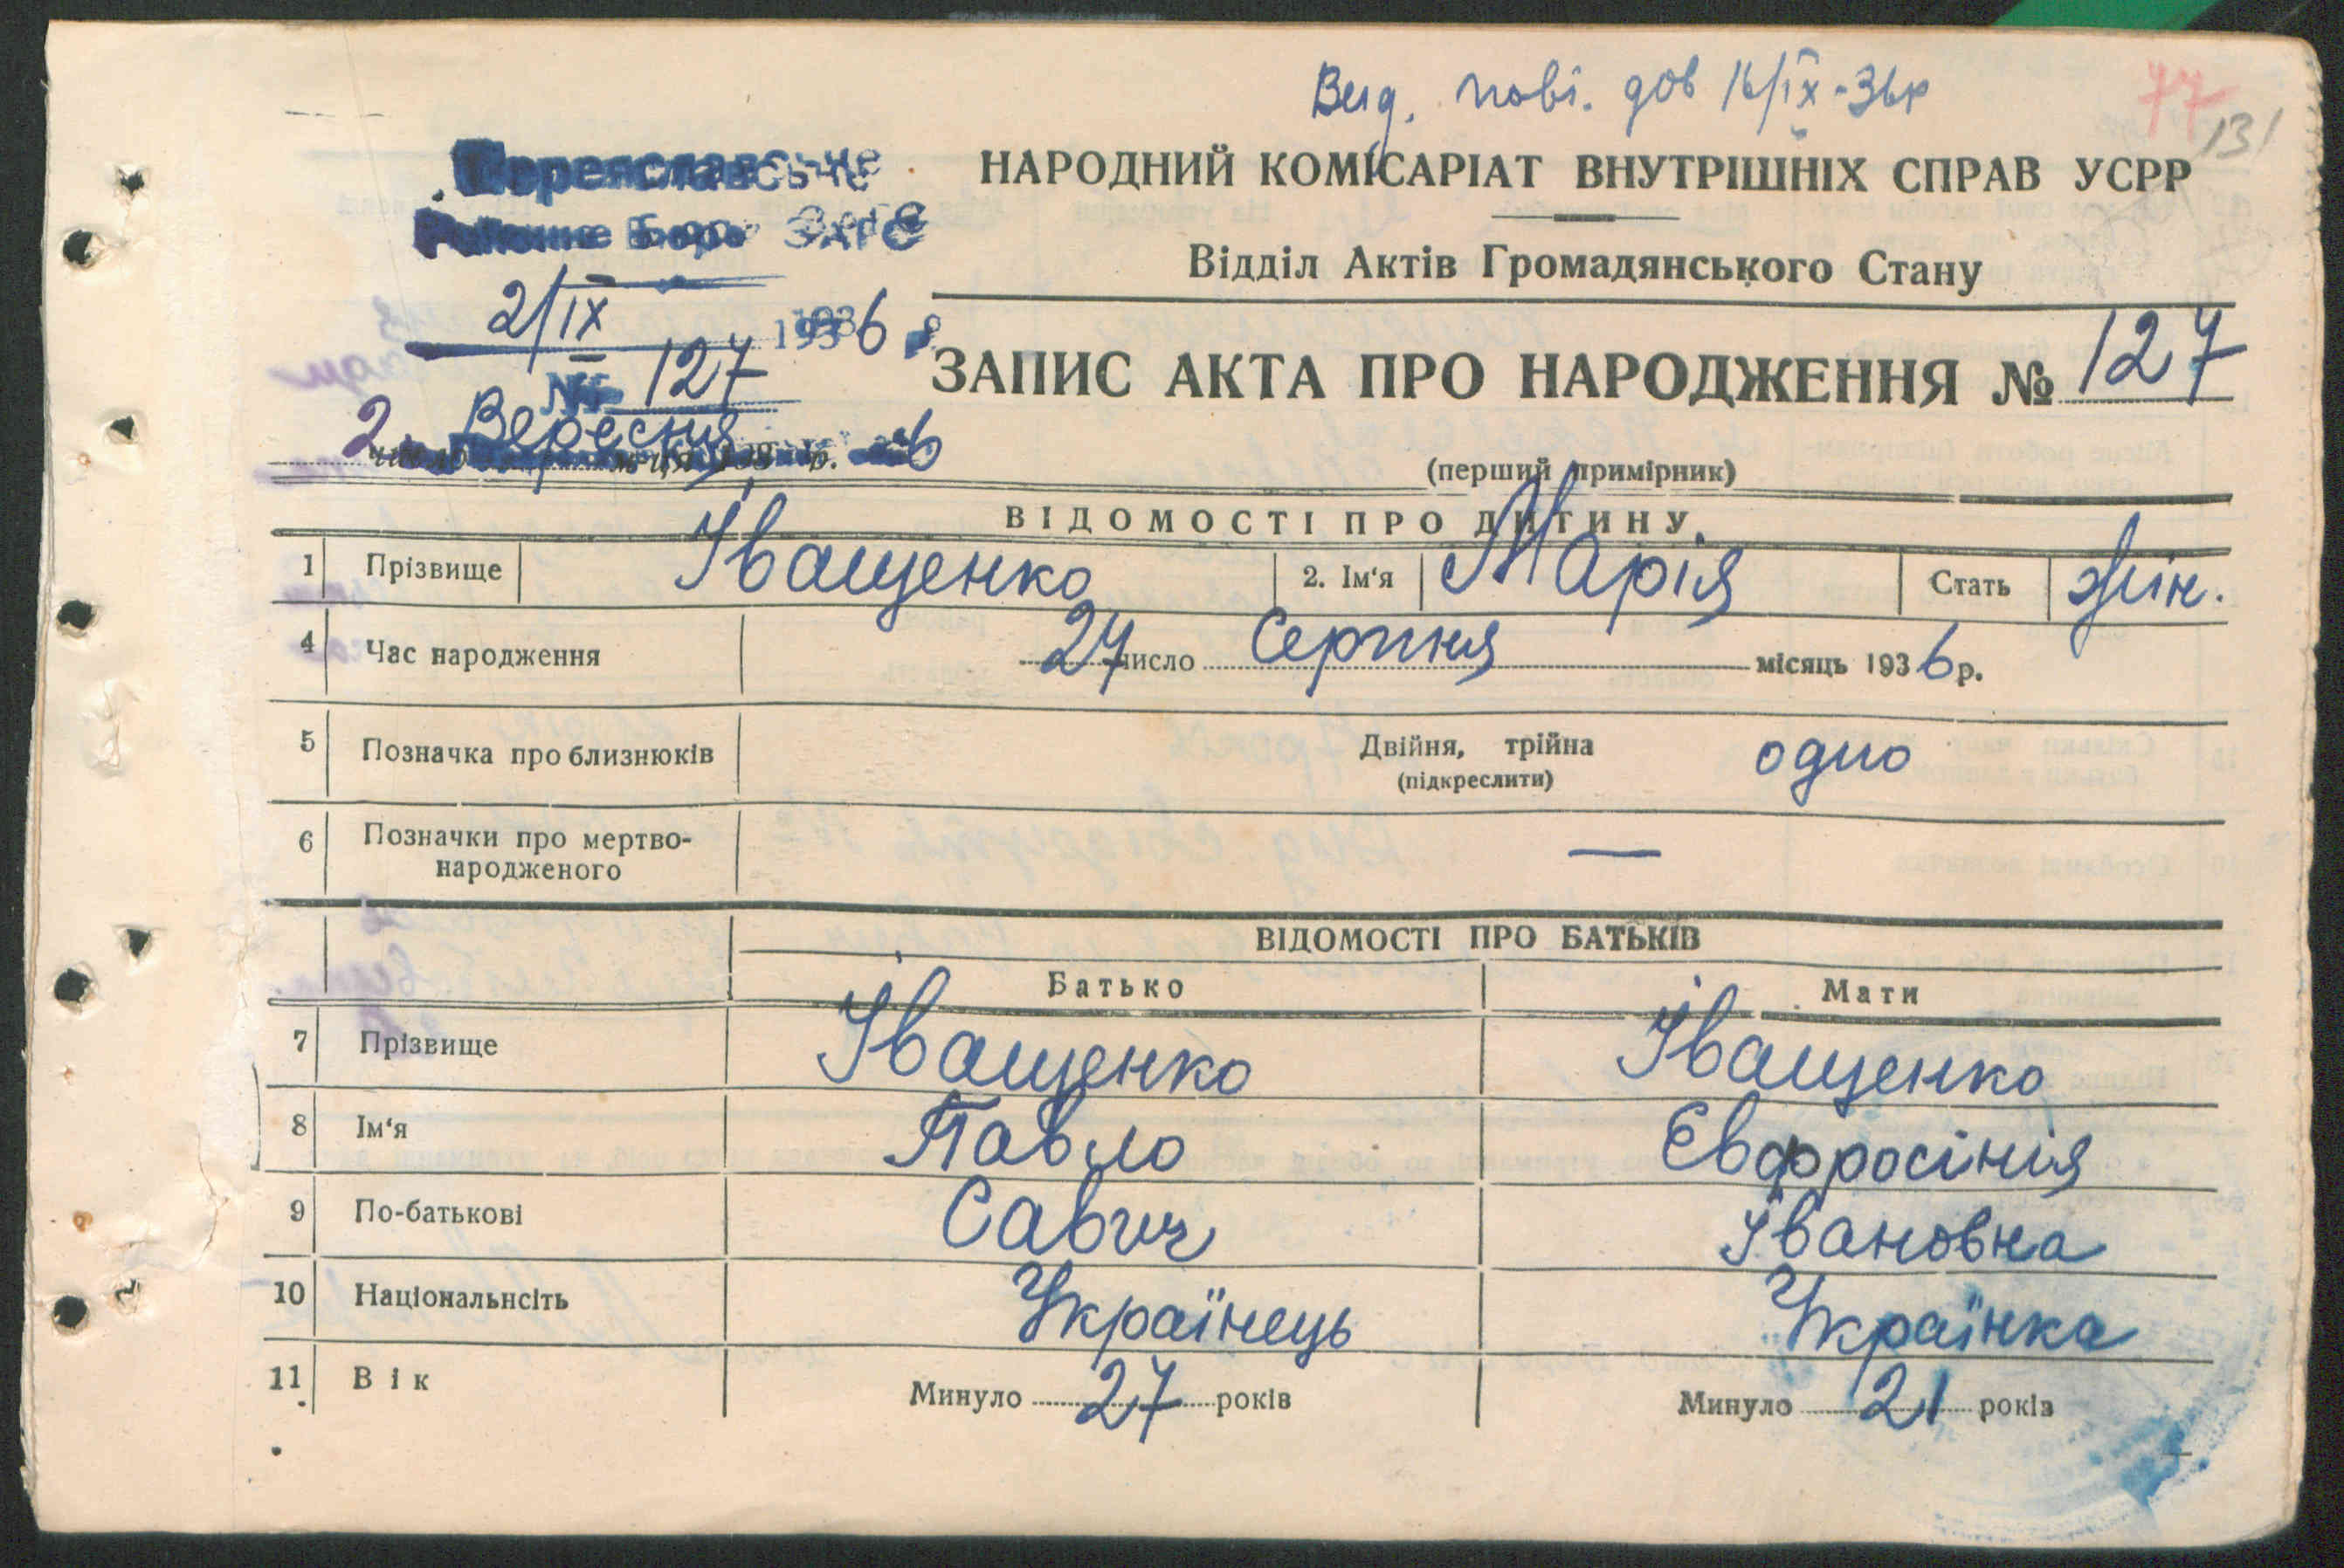 Вид. пові. дов 16/IX-36р
77
131
Переяславське
Районне Бюро ЗАГС
2/IX 1936 р
№ 127
2 Вересня 6
НАРОДНИЙ КОМІСАРІАТ ВНУТРІШНІХ СПРАВ УСРР
Відділ Актів Громадянського Стану
ЗАПИС АКТА ПРО НАРОДЖЕННЯ № 127
(перший примірник)
ВІДОМОСТІ ПРО ДИТИНУ
1 Прізвище Іващенко 2. Ім'я Марія Стать жін.
4 Час народження 27 число Серпня місяць 1936 р.
5 Позначка про близнюків Двійня, трійна одно
(підкреслити)
6 Позначки про мертво-
народженого —
ВІДОМОСТІ ПРО БАТЬКІВ
Батько Мати
7 Прізвище Іващенко Іващенко
8 Ім'я Павло Євфросінія
9 По-батькові Савич Івановна
10 Національнсіть Українець Українка
11 Вік Минуло 27 років Минуло 21 років